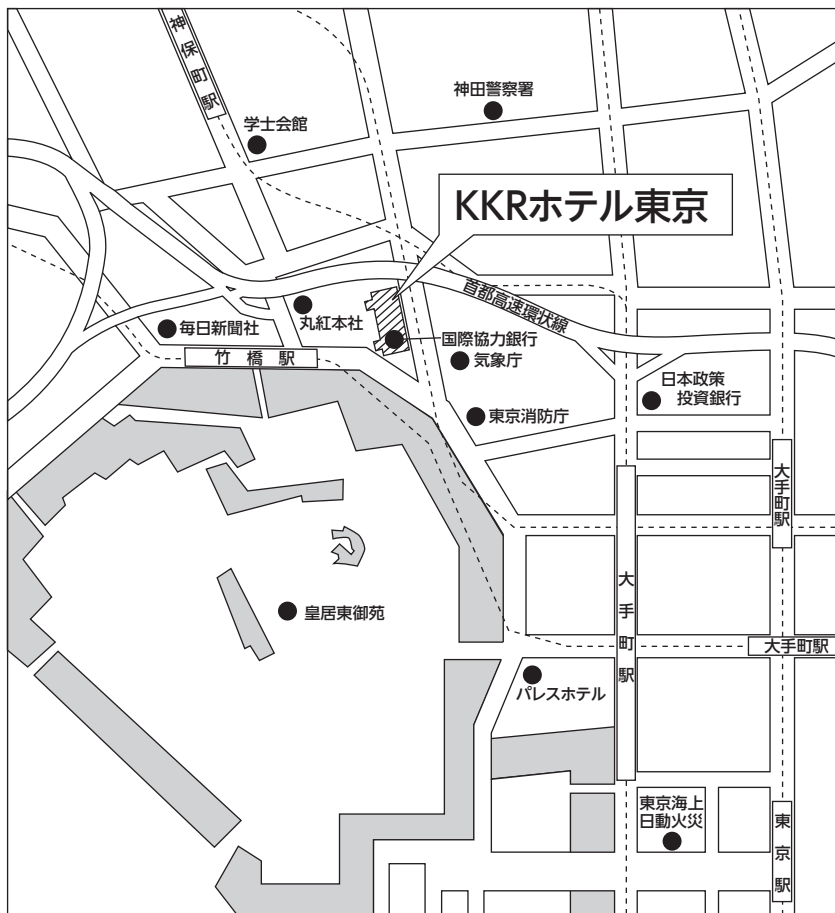 神保町駅
神田警察署
学士会館
KKRホテル東京
首都高速環状線
丸紅本社
毎日新聞社
国際協力銀行
竹橋駅
気象庁
日本政策
投資銀行
東京消防庁
大手町駅
大手町駅
皇居東御苑
大手町駅
パレスホテル
東京海上
日動火災
東京駅